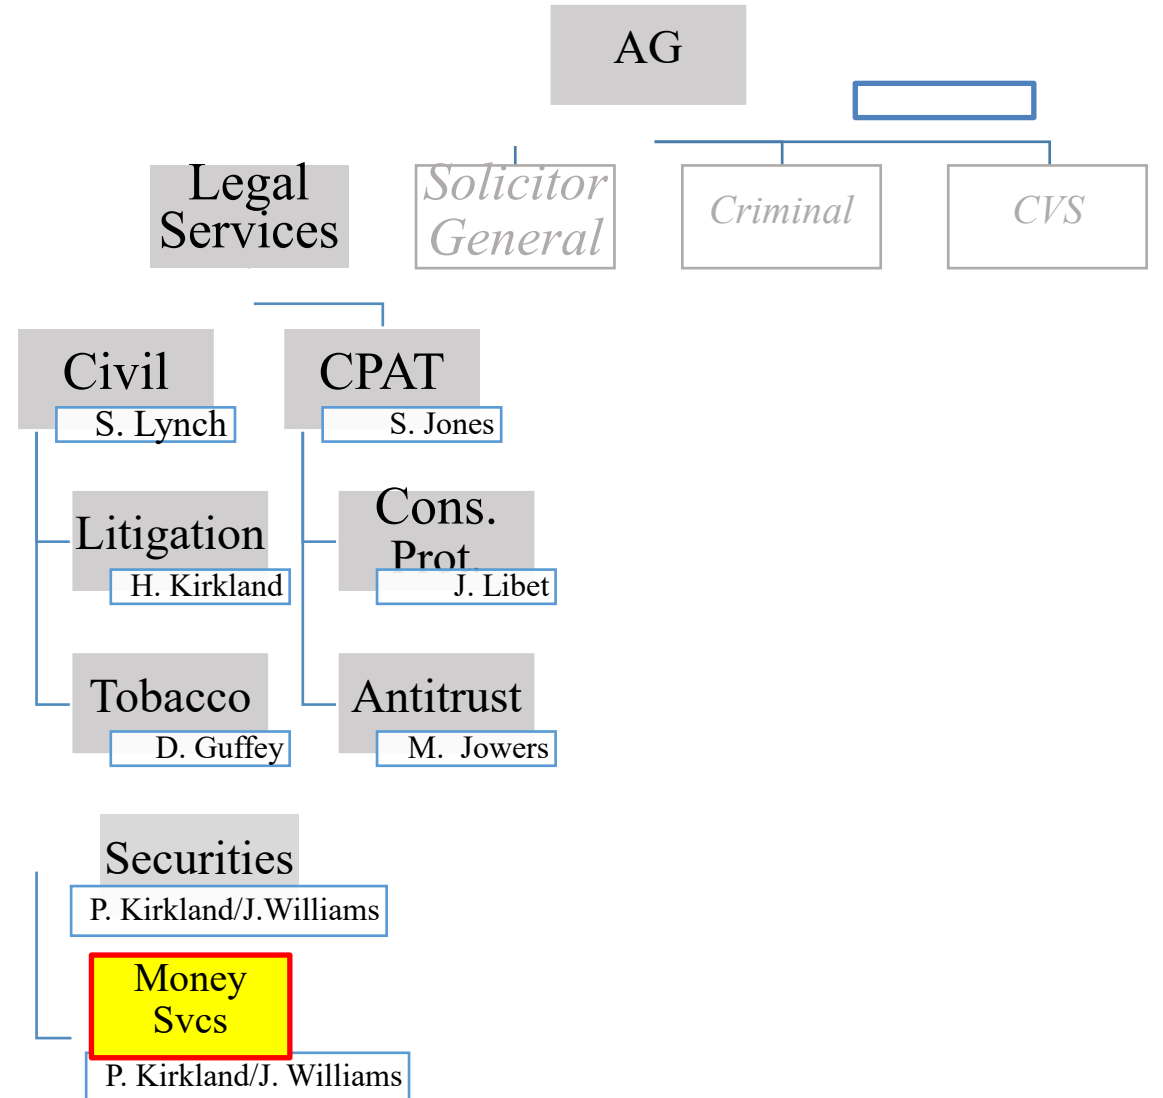 AG
Legal
Services
Solicitor
General
Criminal
CVS
Civil
S. Lynch
CPAT
S. Jones
Litigation
H. Kirkland
Cons.
Prot.
J. Libet
Tobacco
D. Guffey
Antitrust
M. Jowers
Securities
P. Kirkland/J.Williams
Money
Svcs
P. Kirkland/J. Williams